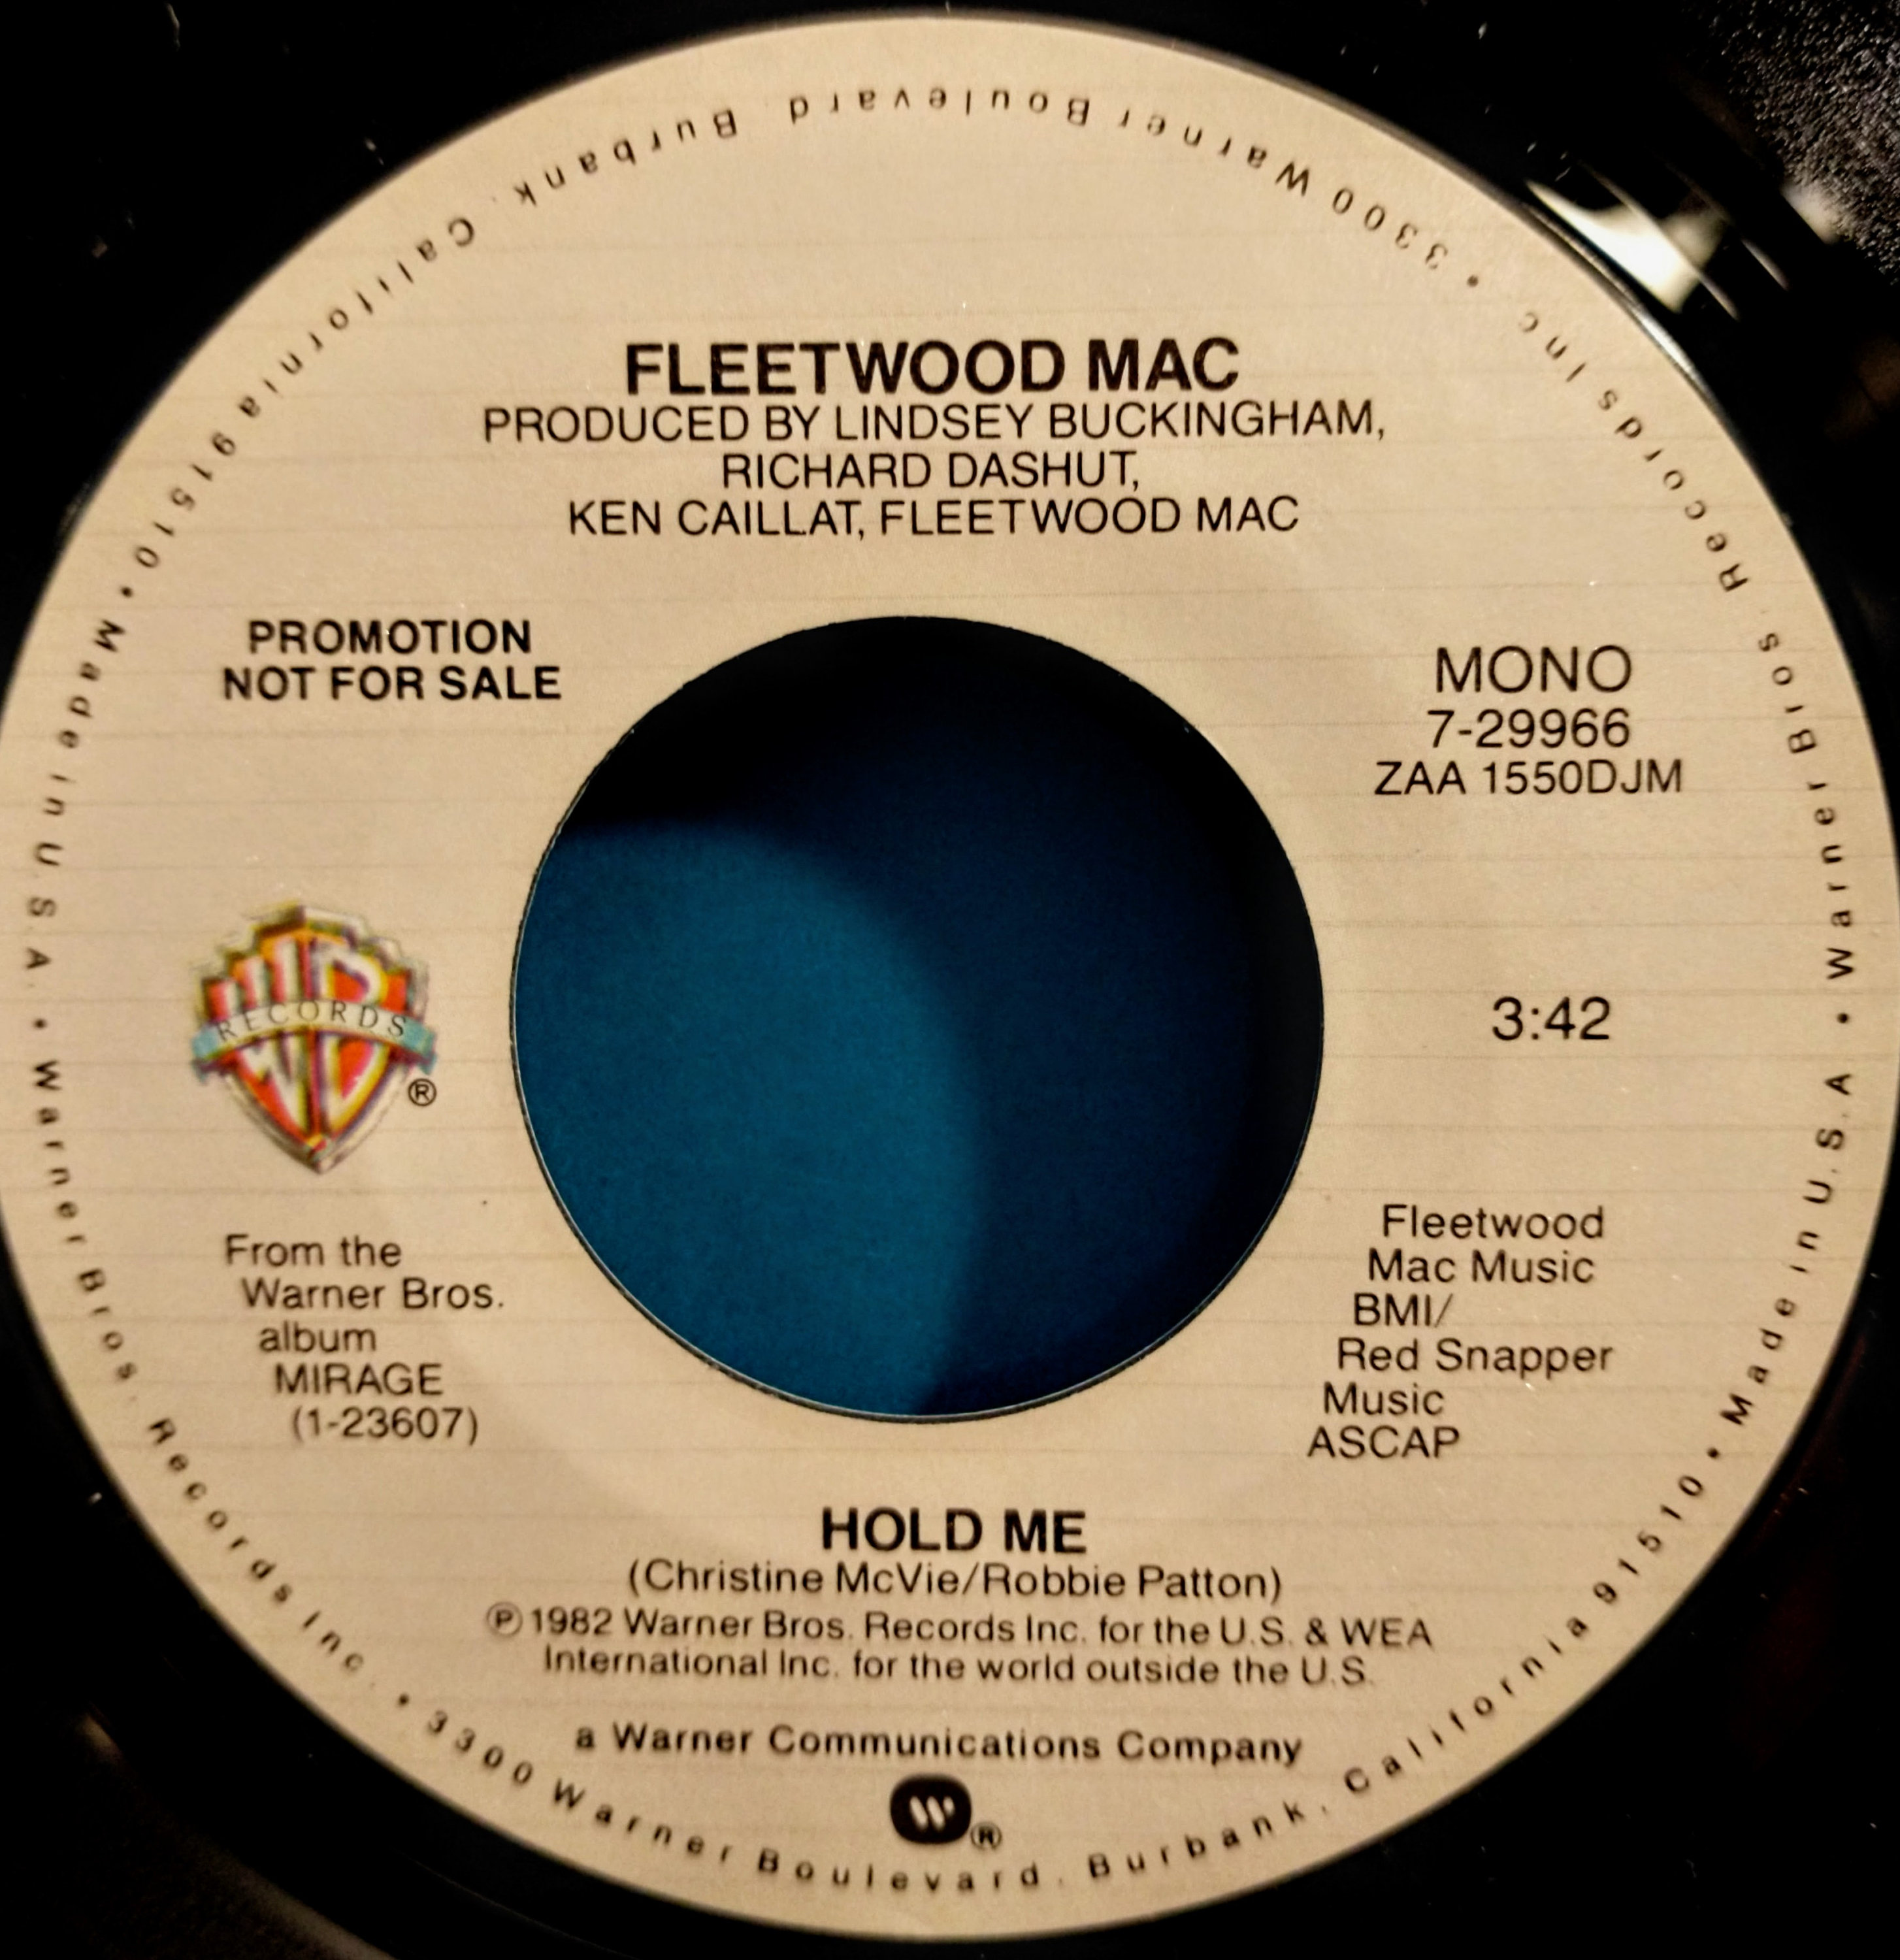 FLEETWOOD MAC
PRODUCED BY LINDSEY BUCKINGHAM,
RICHARD DASHUT,
KEN CAILLAT, FLEETWOOD MAC
PROMOTION
NOT FOR SALE
MONO
7-29966
ZAA 1550DJM
WB
RECORDS
®
3:42
From the
Warner Bros.
album
MIRAGE
(1-23607)
Fleetwood
Mac Music
BMI/
Red Snapper
Music
ASCAP
HOLD ME
(Christine McVie/Robbie Patton)
℗ 1982 Warner Bros. Records Inc. for the U.S. & WEA
International Inc. for the world outside the U.S.
a Warner Communications Company
W ®
Warner Bros. Records Inc. • 3300 Warner Boulevard, Burbank, California 91510 • Made in U.S.A. • Warner Bros. Records Inc. • 3300 Warner Boulevard, Burbank, California 91510 • Made in U.S.A. •